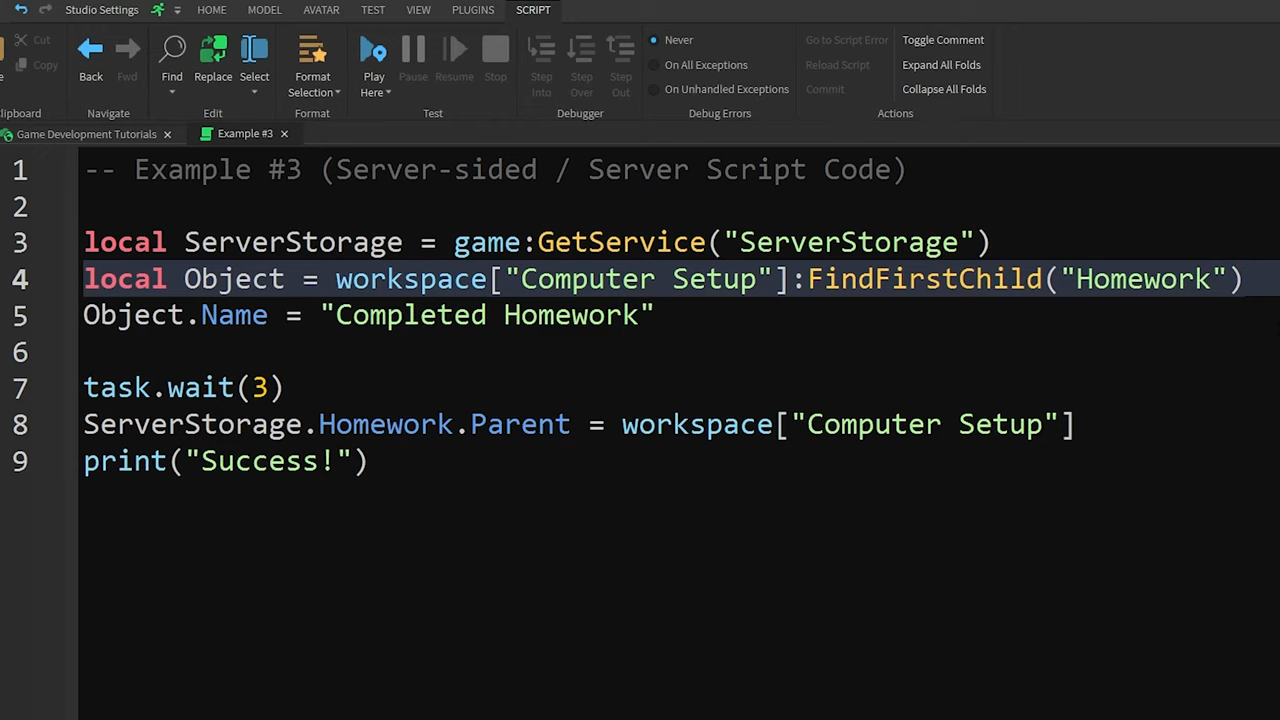 Studio Settings HOME MODEL AVATAR TEST VIEW PLUGINS SCRIPT
Cut
Copy
lipboard
Back Fwd
Navigate
Find Replace Select
Edit
Format
Selection
Format
Play
Here
Pause Resume Stop
Test
Step
Into
Step
Over
Step
Out
Debugger
Never
On All Exceptions
On Unhandled Exceptions
Debug Errors
Go to Script Error
Reload Script
Commit
Toggle Comment
Expand All Folds
Collapse All Folds
Actions
Game Development Tutorials × Example #3 ×
1 -- Example #3 (Server-sided / Server Script Code)
2
3 local ServerStorage = game:GetService("ServerStorage")
4 local Object = workspace["Computer Setup"]:FindFirstChild("Homework")
5 Object.Name = "Completed Homework"
6
7 task.wait(3)
8 ServerStorage.Homework.Parent = workspace["Computer Setup"]
9 print("Success!")